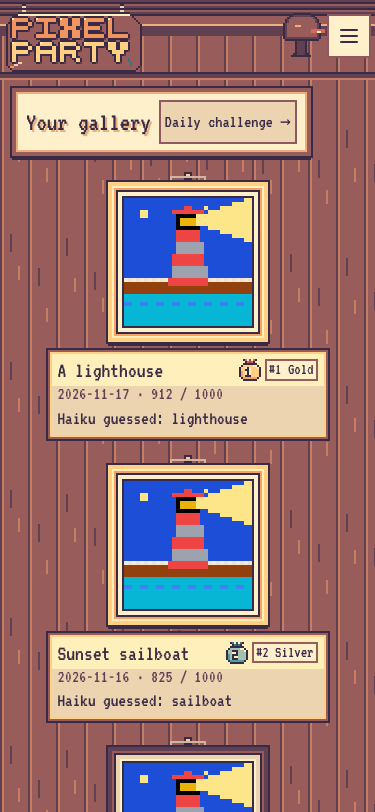 PIXEL
PARTY
Your gallery
Daily challenge →
A lighthouse
1
#1 Gold
2026-11-17 · 912 / 1000
Haiku guessed: lighthouse
Sunset sailboat
2
#2 Silver
2026-11-16 · 825 / 1000
Haiku guessed: sailboat